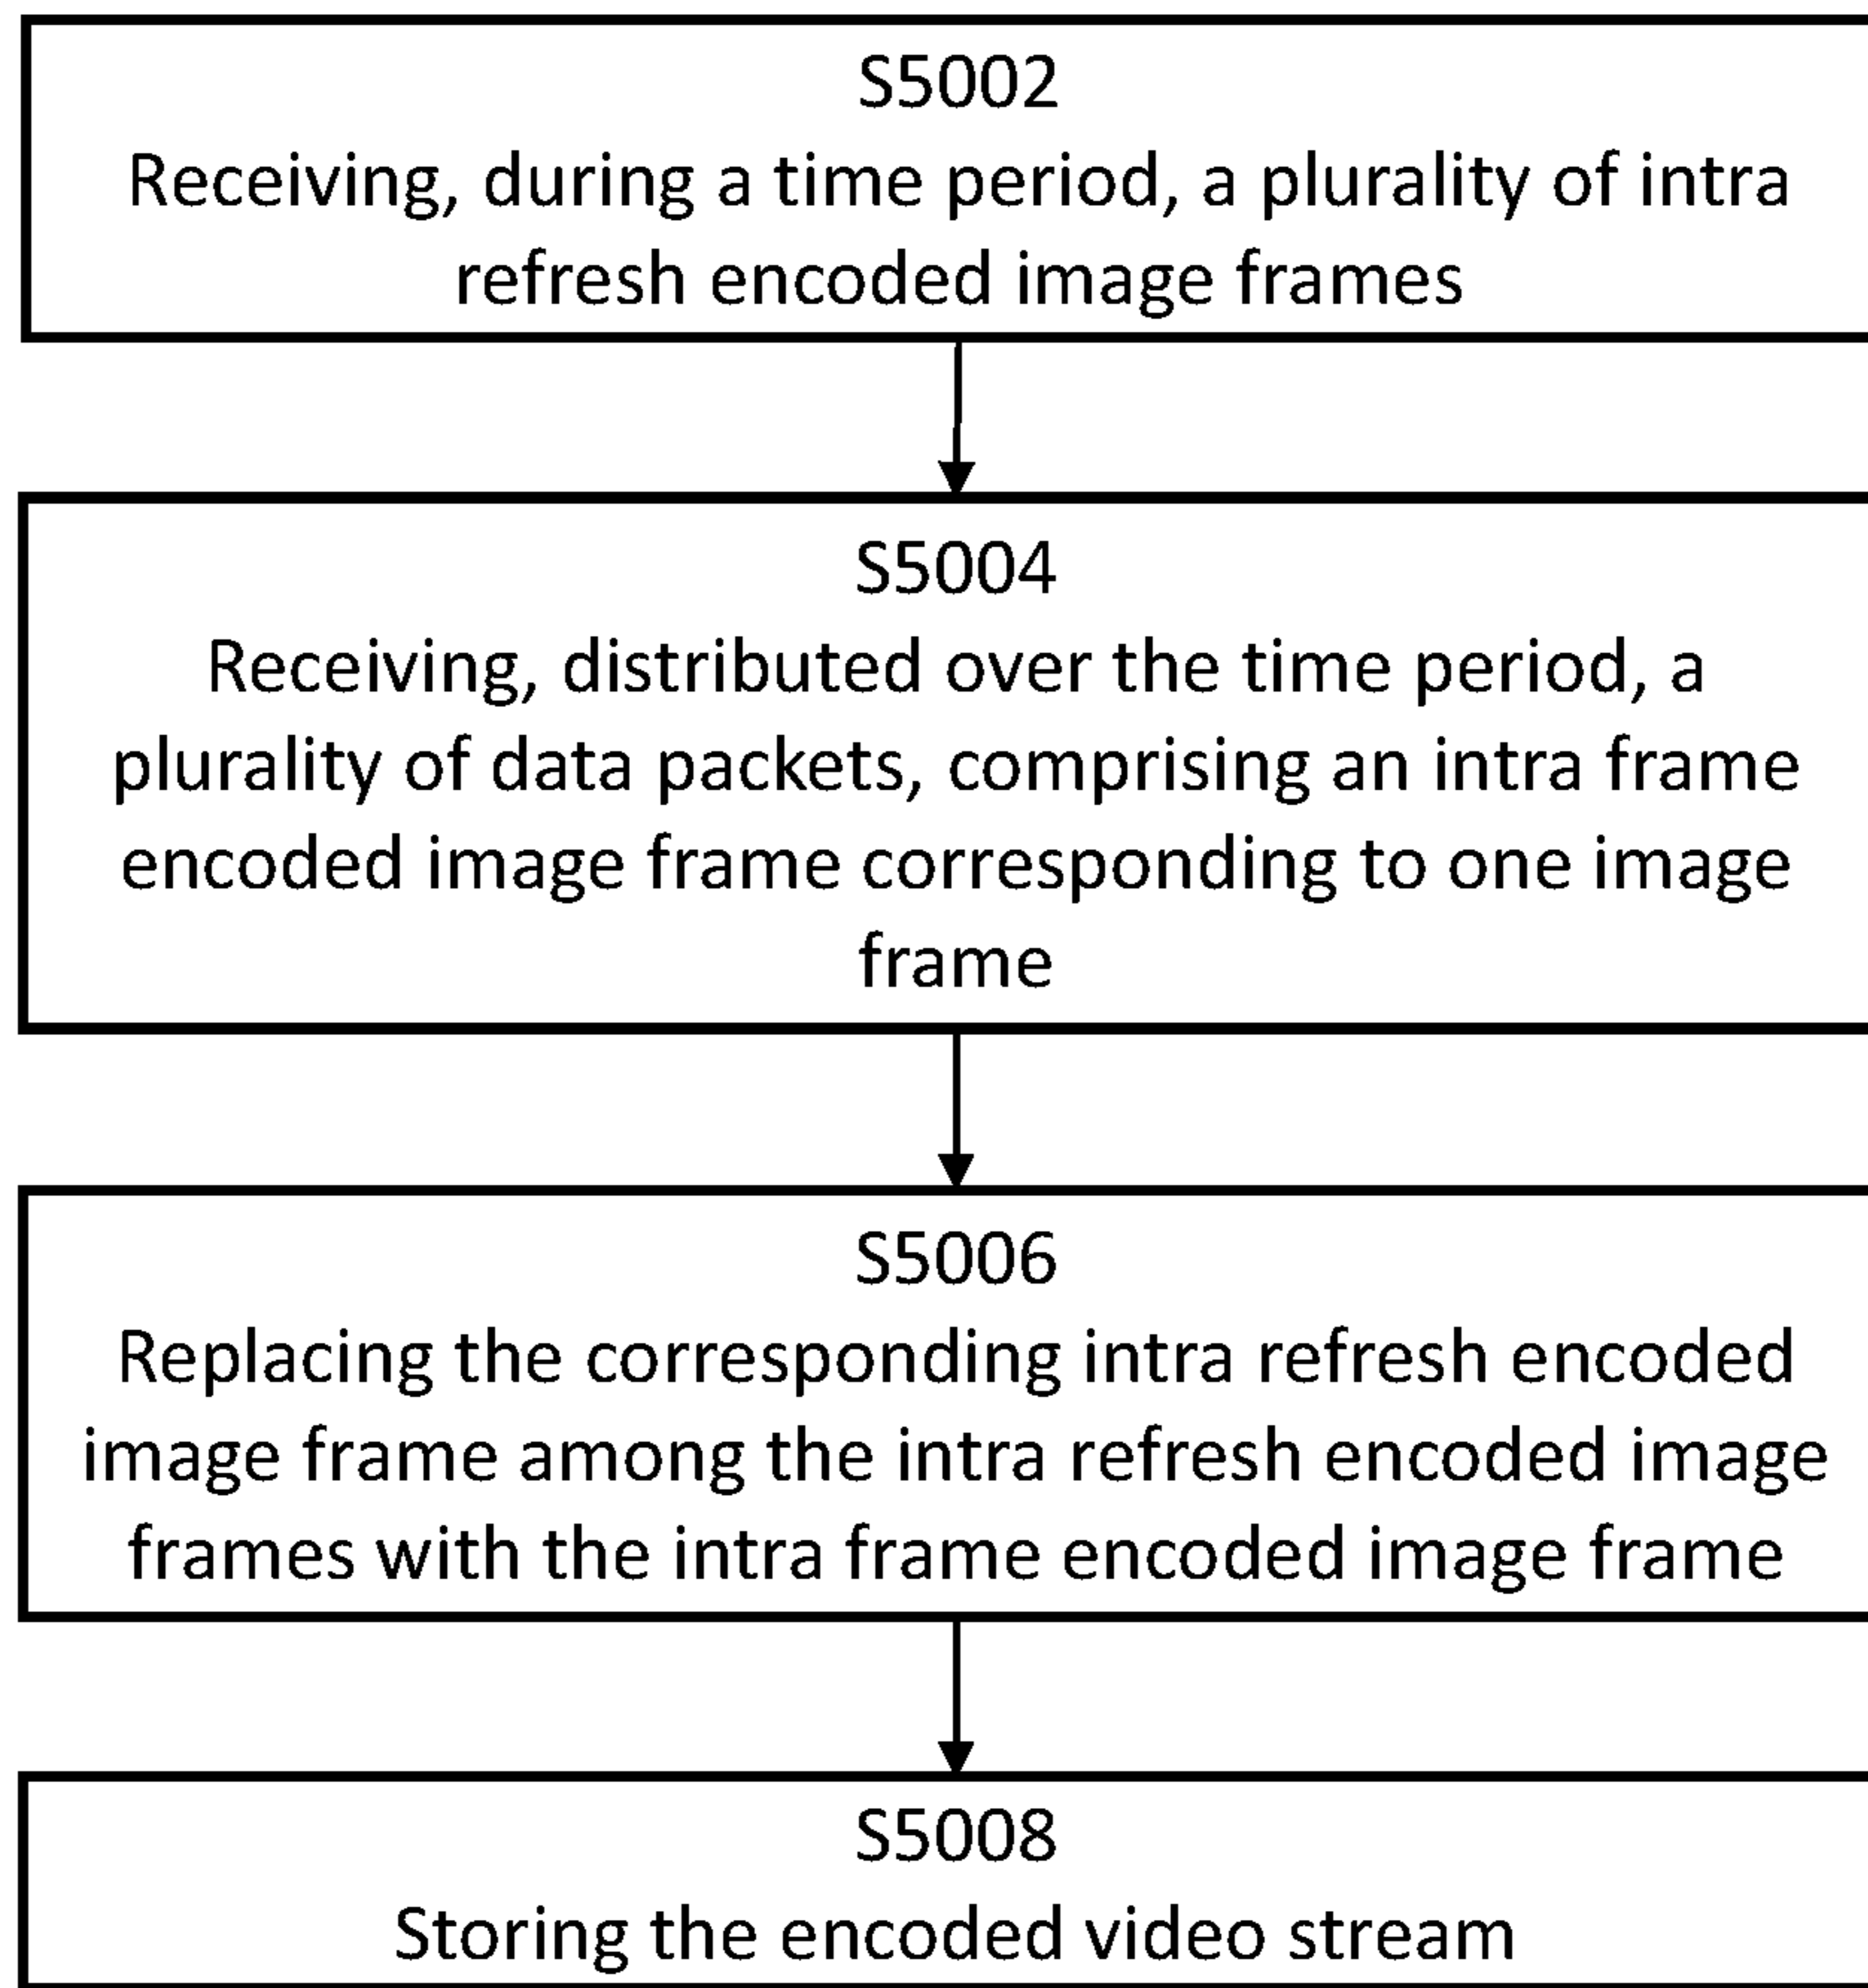 S5002
Receiving, during a time period, a plurality of intra
refresh encoded image frames
S5004
Receiving, distributed over the time period, a
plurality of data packets, comprising an intra frame
encoded image frame corresponding to one image
frame
S5006
Replacing the corresponding intra refresh encoded
image frame among the intra refresh encoded image
frames with the intra frame encoded image frame
S5008
Storing the encoded video stream